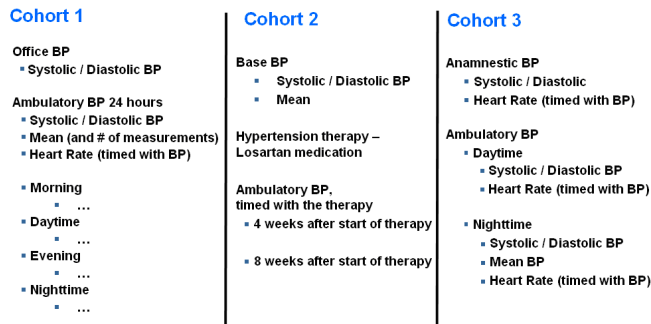 Cohort 1
Office BP
Systolic / Diastolic BP
Ambulatory BP 24 hours
Systolic / Diastolic BP
Mean (and # of measurements)
Heart Rate (timed with BP)
Morning
...
Daytime
...
Evening
...
Nighttime
...
Cohort 2
Base BP
Systolic / Diastolic BP
Mean
Hypertension therapy –
Losartan medication
Ambulatory BP,
timed with the therapy
4 weeks after start of therapy
8 weeks after start of therapy
Cohort 3
Anamnestic BP
Systolic / Diastolic
Heart Rate (timed with BP)
Ambulatory BP
Daytime
Systolic / Diastolic BP
Heart Rate (timed with BP)
Nighttime
Systolic / Diastolic BP
Mean BP
Heart Rate (timed with BP)